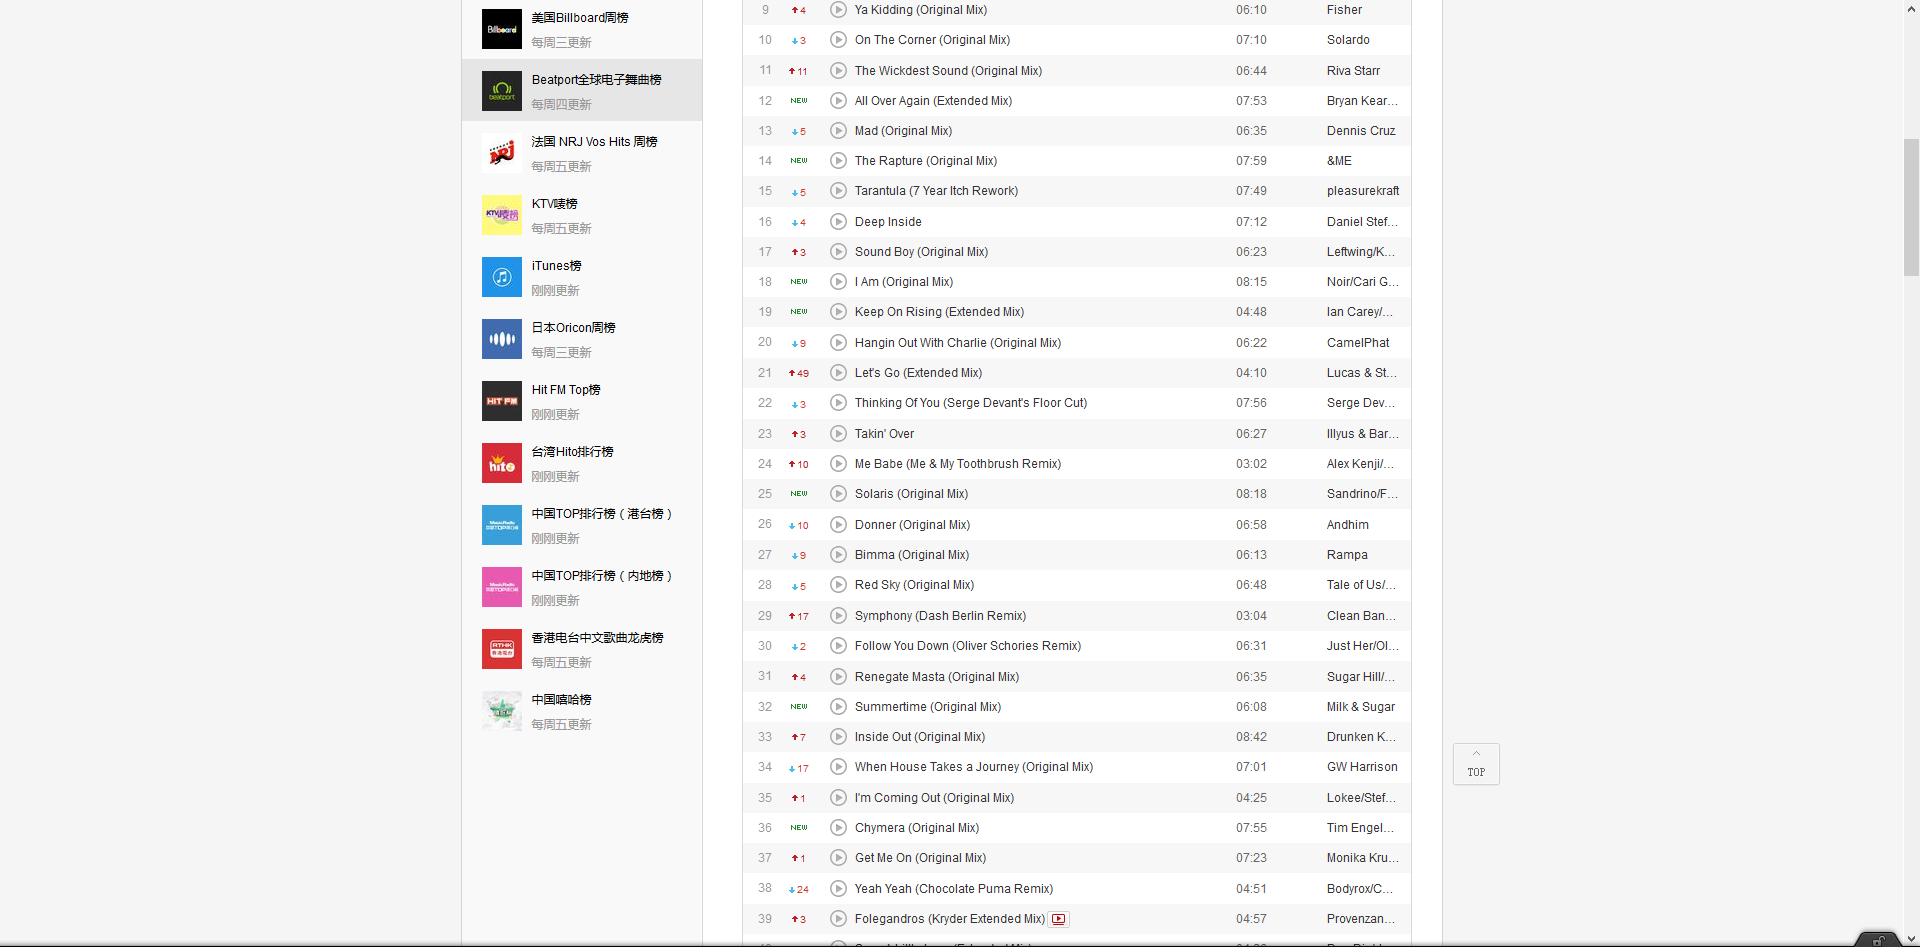 美国Billboard周榜
每周三更新
Beatport全球电子舞曲榜
每周四更新
法国 NRJ Vos Hits 周榜
每周五更新
KTV唛榜
每周五更新
iTunes榜
刚刚更新
日本Oricon周榜
每周三更新
Hit FM Top榜
刚刚更新
台湾Hito排行榜
刚刚更新
中国TOP排行榜（港台榜）
刚刚更新
中国TOP排行榜（内地榜）
刚刚更新
香港电台中文歌曲龙虎榜
每周五更新
中国嘻哈榜
每周五更新
Billboard
beatport
NRJ
KTV唛榜
HIT FM
hito
RTHK
香港電台
9 4 Ya Kidding (Original Mix) 06:10 Fisher
10 3 On The Corner (Original Mix) 07:10 Solardo
11 11 The Wickdest Sound (Original Mix) 06:44 Riva Starr
12 NEW All Over Again (Extended Mix) 07:53 Bryan Kear...
13 5 Mad (Original Mix) 06:35 Dennis Cruz
14 NEW The Rapture (Original Mix) 07:59 &ME
15 5 Tarantula (7 Year Itch Rework) 07:49 pleasurekraft
16 4 Deep Inside 07:12 Daniel Stef...
17 3 Sound Boy (Original Mix) 06:23 Leftwing/K...
18 NEW I Am (Original Mix) 08:15 Noir/Cari G...
19 NEW Keep On Rising (Extended Mix) 04:48 Ian Carey/...
20 9 Hangin Out With Charlie (Original Mix) 06:22 CamelPhat
21 49 Let's Go (Extended Mix) 04:10 Lucas & St...
22 3 Thinking Of You (Serge Devant's Floor Cut) 07:56 Serge Dev...
23 3 Takin' Over 06:27 Illyus & Bar...
24 10 Me Babe (Me & My Toothbrush Remix) 03:02 Alex Kenji/...
25 NEW Solaris (Original Mix) 08:18 Sandrino/F...
26 10 Donner (Original Mix) 06:58 Andhim
27 9 Bimma (Original Mix) 06:13 Rampa
28 5 Red Sky (Original Mix) 06:48 Tale of Us/...
29 17 Symphony (Dash Berlin Remix) 03:04 Clean Ban...
30 2 Follow You Down (Oliver Schories Remix) 06:31 Just Her/Ol...
31 4 Renegate Masta (Original Mix) 06:35 Sugar Hill/...
32 NEW Summertime (Original Mix) 06:08 Milk & Sugar
33 7 Inside Out (Original Mix) 08:42 Drunken K...
34 17 When House Takes a Journey (Original Mix) 07:01 GW Harrison
35 1 I'm Coming Out (Original Mix) 04:25 Lokee/Stef...
36 NEW Chymera (Original Mix) 07:55 Tim Engel...
37 1 Get Me On (Original Mix) 07:23 Monika Kru...
38 24 Yeah Yeah (Chocolate Puma Remix) 04:51 Bodyrox/C...
39 3 Folegandros (Kryder Extended Mix) 04:57 Provenzan...
TOP